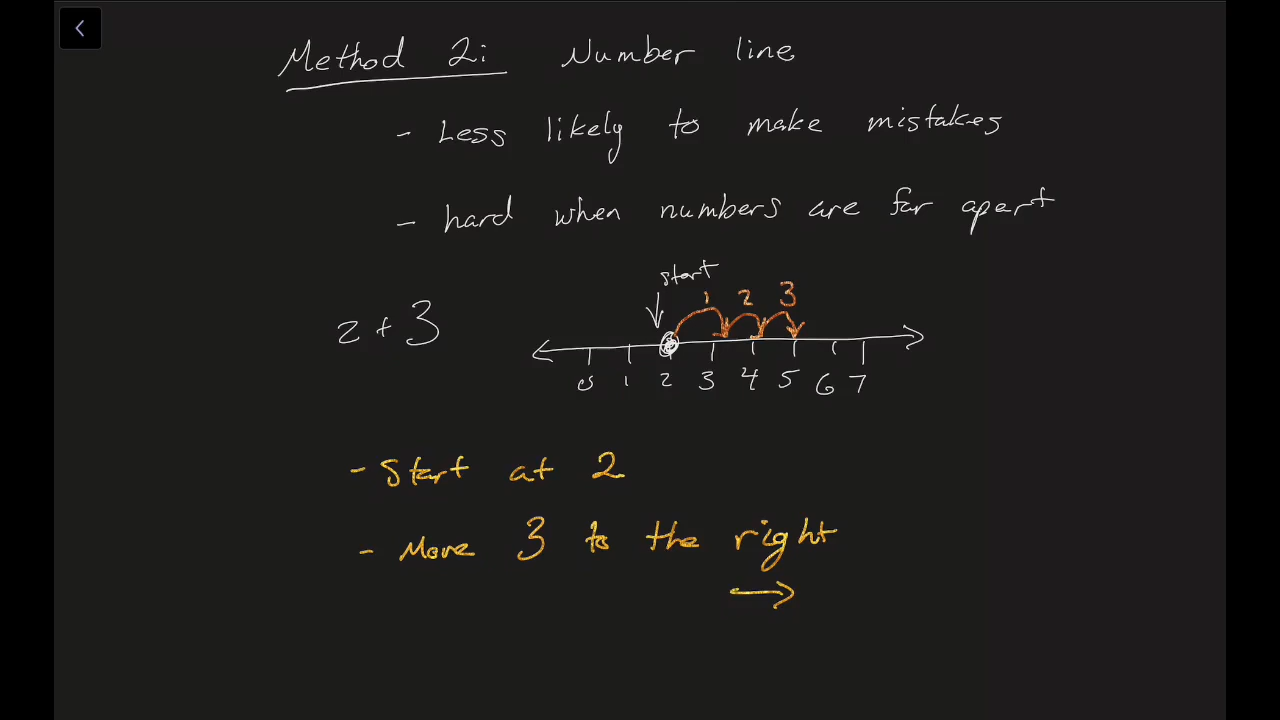 Method 2: Number line
- Less likely to make mistakes
- hard when numbers are far apart
start
1 2 3
2 + 3
0 1 2 3 4 5 6 7
- Start at 2
- Move 3 to the right